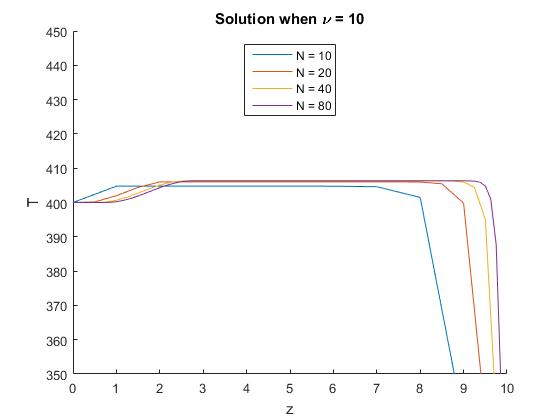 Solution when ν = 10
450
440
430
420
410
400
390
380
370
360
350
T
N = 10
N = 20
N = 40
N = 80
0 1 2 3 4 5 6 7 8 9 10
z